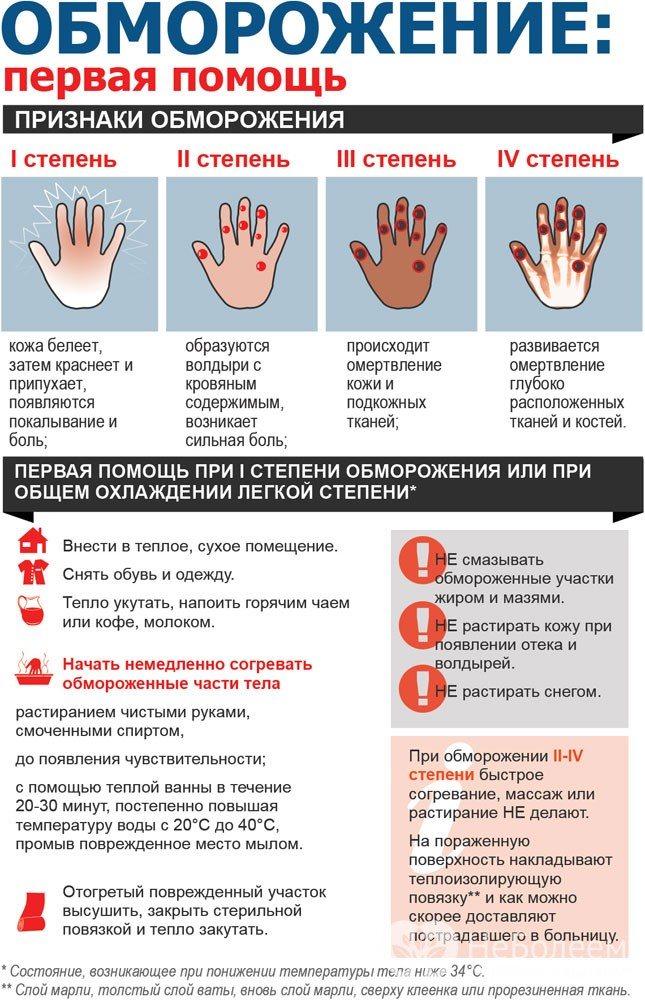 ОБМОРОЖЕНИЕ:
первая помощь
ПРИЗНАКИ ОБМОРОЖЕНИЯ
I степень
II степень
III степень
IV степень
кожа белеет,
затем краснеет и
припухает,
появляются
покалывание и
боль;
образуются
волдыри с
кровяным
содержимым,
возникает
сильная боль;
происходит
омертвление
кожи и
подкожных
тканей;
развивается
омертвление
глубоко
расположенных
тканей и костей.
ПЕРВАЯ ПОМОЩЬ ПРИ I СТЕПЕНИ ОБМОРОЖЕНИЯ ИЛИ ПРИ
ОБЩЕМ ОХЛАЖДЕНИИ ЛЕГКОЙ СТЕПЕНИ*
Внести в теплое, сухое помещение.
Снять обувь и одежду.
Тепло укутать, напоить горячим чаем
или кофе, молоком.
Начать немедленно согревать
обмороженные части тела
растиранием чистыми руками,
смоченными спиртом,
до появления чувствительности;
с помощью теплой ванны в течение
20-30 минут, постепенно повышая
температуру воды с 20°С до 40°С,
промыв поврежденное место мылом.
Отогретый поврежденный участок
высушить, закрыть стерильной
повязкой и тепло закутать.
НЕ смазывать
обмороженные участки
жиром и мазями.
НЕ растирать кожу при
появлении отека и
волдырей.
НЕ растирать снегом.
При обморожении II-IV
степени быстрое
согревание, массаж или
растирание НЕ делают.
На пораженную
поверхность накладывают
теплоизолирующую
повязку** и как можно
скорее доставляют
пострадавшего в больницу.
НеБолеем
* Состояние, возникающее при понижении температуры тела ниже 34°С.
** Слой марли, толстый слой ваты, вновь слой марли, сверху клеенка или прорезиненная ткань.